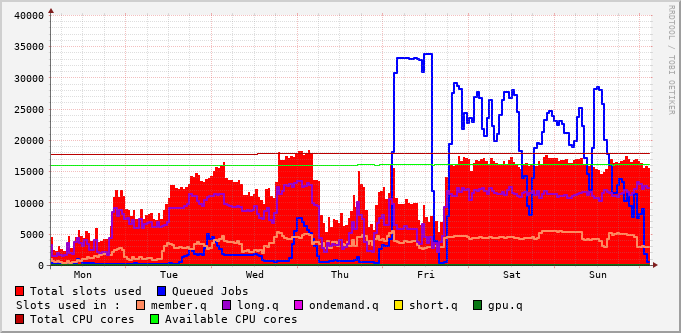 40000
35000
30000
25000
20000
15000
10000
5000
0
Mon Tue Wed Thu Fri Sat Sun
RRDTOOL / TOBI OETIKER
Total slots used Queued Jobs
Slots used in : member.q long.q ondemand.q short.q gpu.q
Total CPU cores Available CPU cores